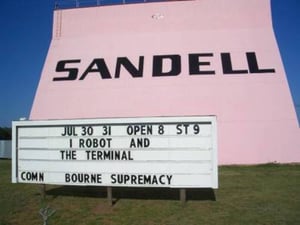 SANDELL
JUL 30 31 OPEN 8 ST 9
I ROBOT AND
THE TERMINAL
COMN BOURNE SUPREMACY